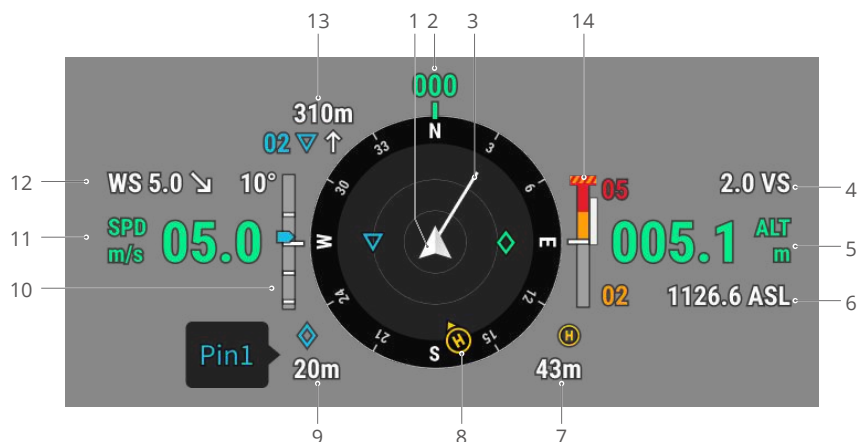 13 1 2 3 14
000
310m
02
N
33 3
30 6
12 WS 5.0 10° 05 2.0 VS 4
11 SPD m/s 05.0 W E 005.1 ALT m 5
10 24 12 02 1126.6 ASL 6
21 S H 15 H
Pin1 20m 43m
9 8 7